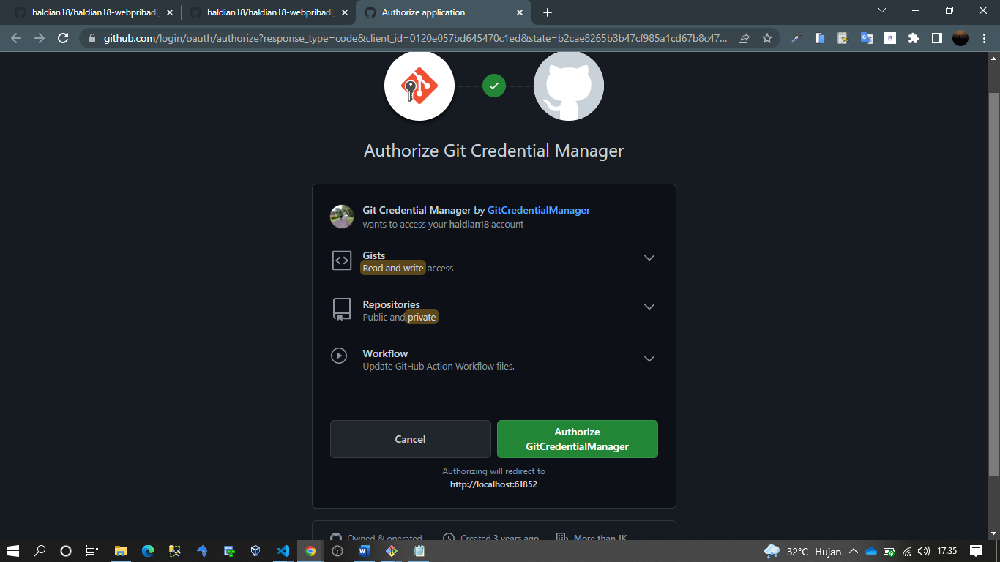 haldian18/haldian18-webpribadi_
haldian18/haldian18-webpribadi_
Authorize application
github.com/login/oauth/authorize?response_type=code&client_id=0120e057bd645470c1ed&state=b2cae8265b3b47cf985a1cd67b8c47...
Authorize Git Credential Manager
Git Credential Manager by GitCredentialManager
wants to access your haldian18 account
Gists
Read and write access
Repositories
Public and private
Workflow
Update GitHub Action Workflow files.
Cancel
Authorize
GitCredentialManager
Authorizing will redirect to
http://localhost:61852
Owned & operated
Created 3 years ago
More than 1K
32°C Hujan
17.35